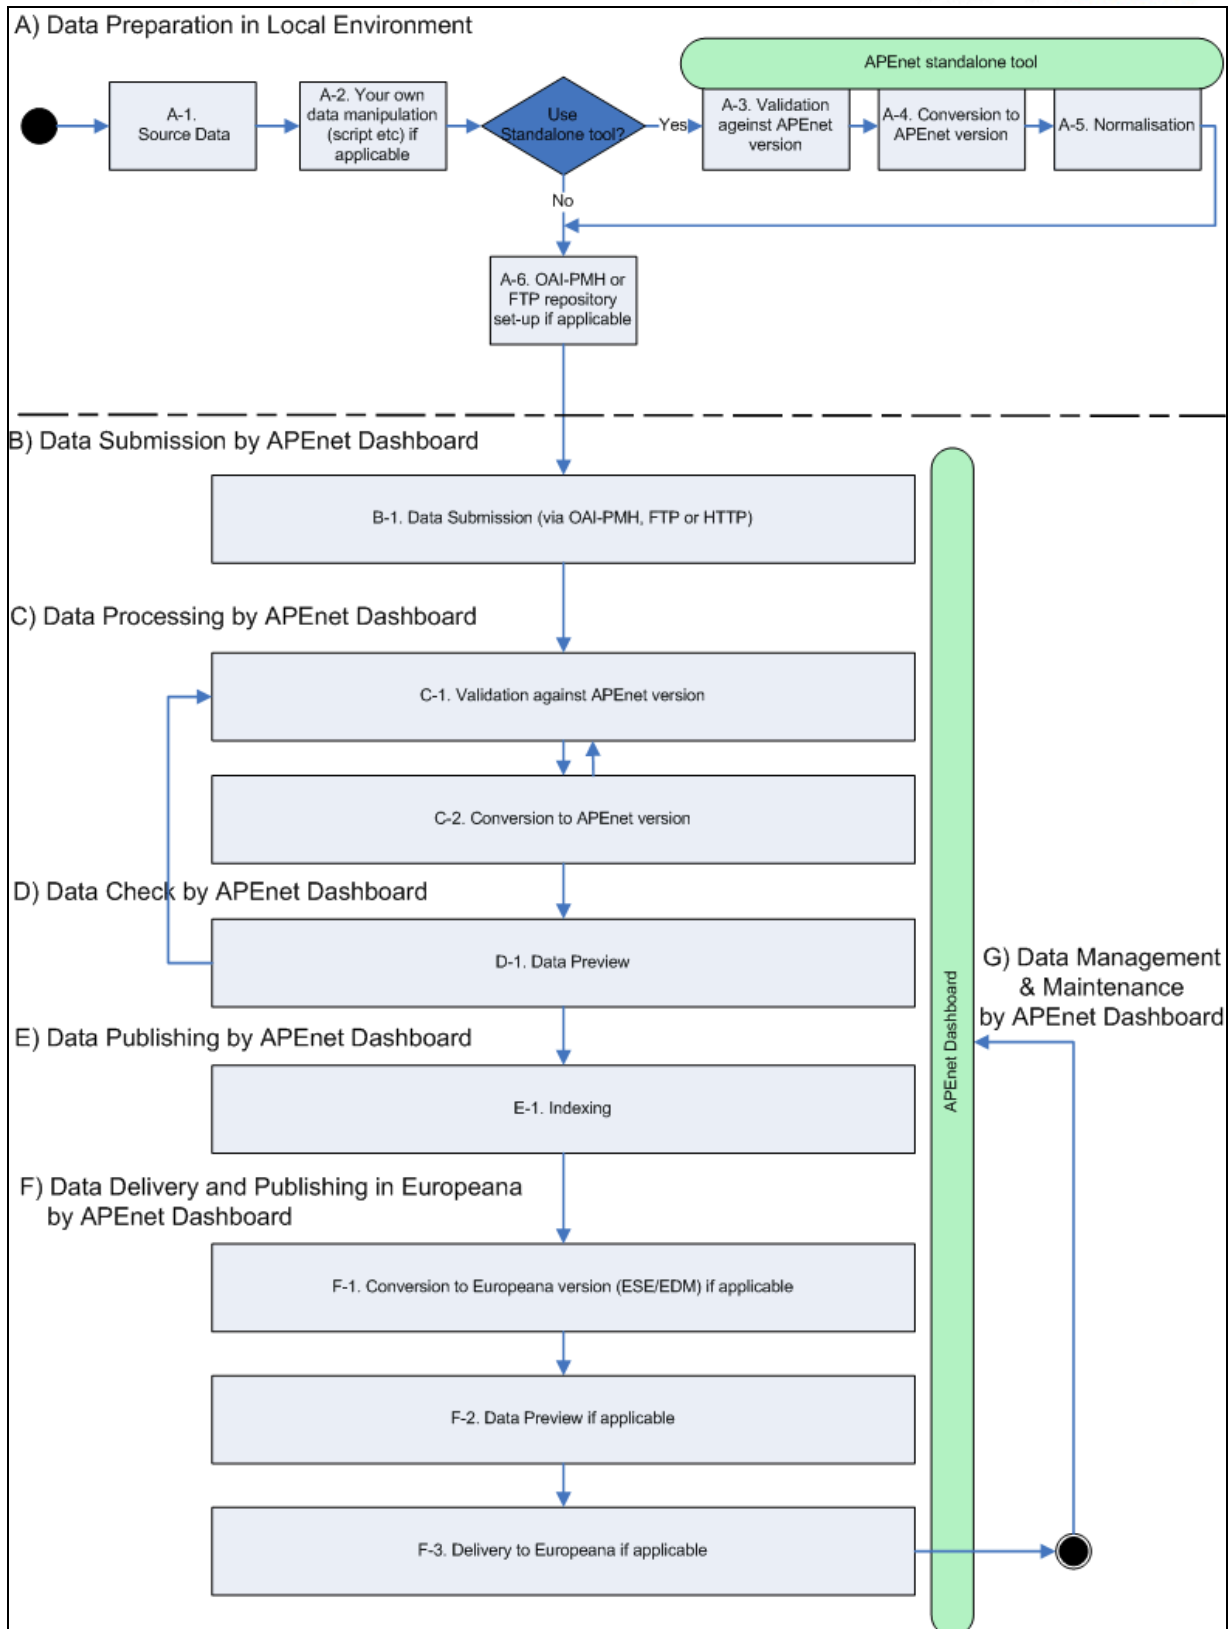 A) Data Preparation in Local Environment
APEnet standalone tool
A-1.
Source Data
A-2. Your own
data manipulation
(script etc) if
applicable
Use
Standalone tool?
Yes
A-3. Validation
against APEnet
version
A-4. Conversion to
APEnet version
A-5. Normalisation
No
A-6. OAI-PMH or
FTP repository
set-up if applicable
B) Data Submission by APEnet Dashboard
B-1. Data Submission (via OAI-PMH, FTP or HTTP)
C) Data Processing by APEnet Dashboard
C-1. Validation against APEnet version
C-2. Conversion to APEnet version
D) Data Check by APEnet Dashboard
D-1. Data Preview
E) Data Publishing by APEnet Dashboard
E-1. Indexing
F) Data Delivery and Publishing in Europeana
by APEnet Dashboard
F-1. Conversion to Europeana version (ESE/EDM) if applicable
F-2. Data Preview if applicable
F-3. Delivery to Europeana if applicable
APEnet Dashboard
G) Data Management
& Maintenance
by APEnet Dashboard